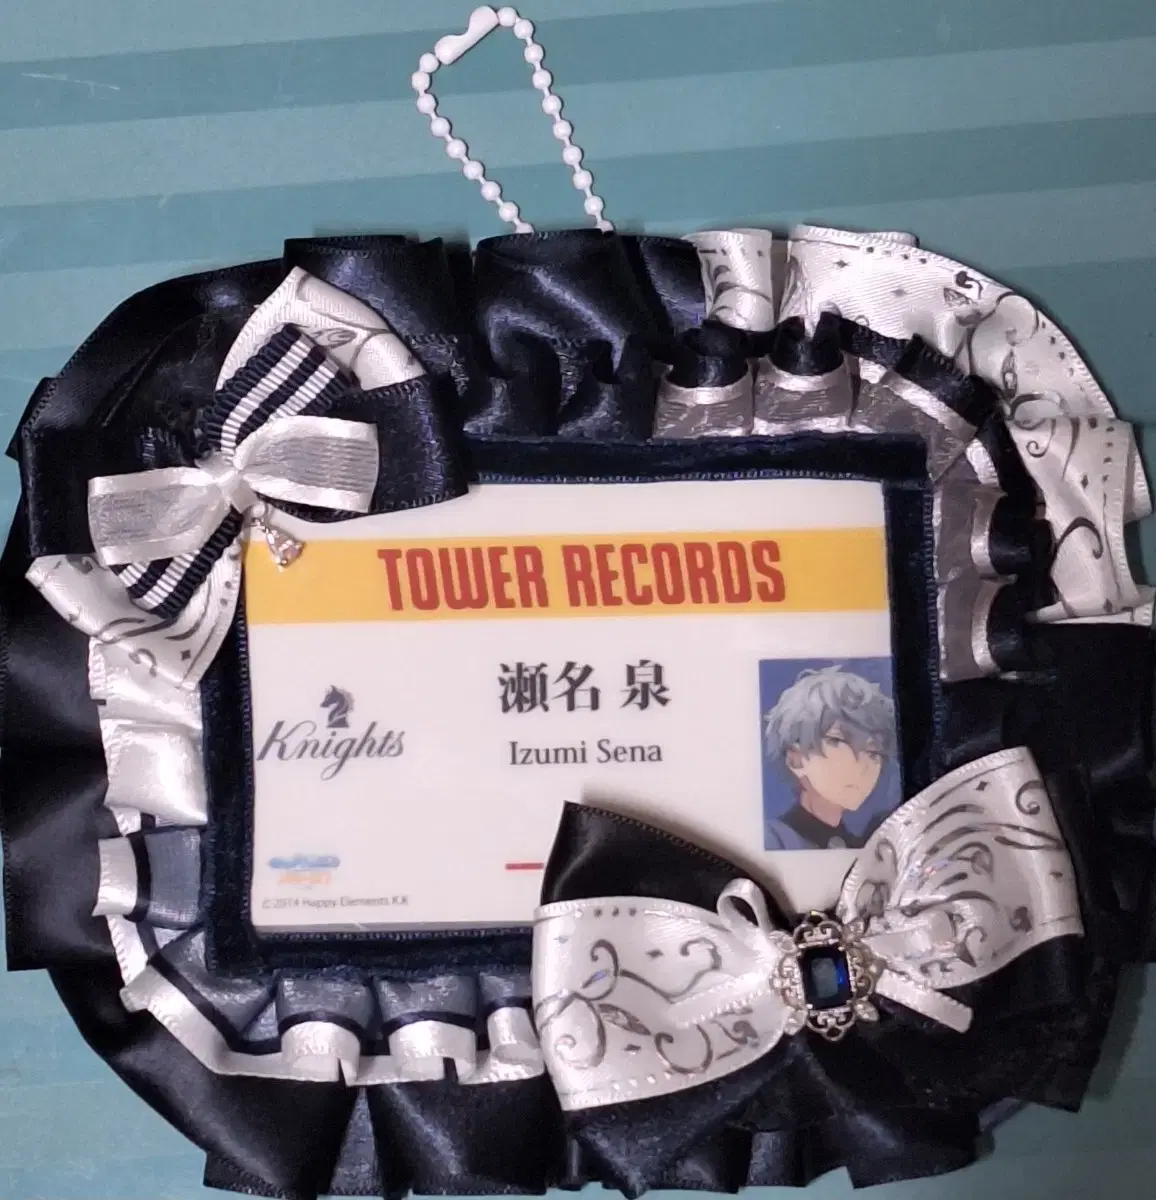 TOWER RECORDS
瀬名 泉
Knights
Izumi Sena
© 2014 Happy Elements K.K